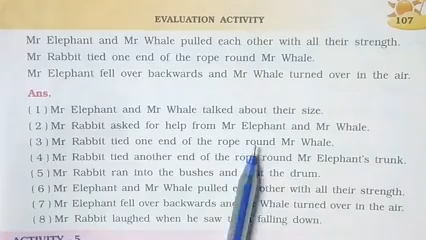 EVALUATION ACTIVITY
107
Mr Elephant and Mr Whale pulled each other with all their strength.
Mr Rabbit tied one end of the rope round Mr Whale.
Mr Elephant fell over backwards and Mr Whale turned over in the air.
Ans.
( 1 ) Mr Elephant and Mr Whale talked about their size.
( 2 ) Mr Rabbit asked for help from Mr Elephant and Mr Whale.
( 3 ) Mr Rabbit tied one end of the rope round Mr Whale.
( 4 ) Mr Rabbit tied another end of the rope round Mr Elephant's trunk.
( 5 ) Mr Rabbit ran into the bushes and the drum.
( 6 ) Mr Elephant and Mr Whale pulled other with all their strength.
( 7 ) Mr Elephant fell over backwards and Mr Whale turned over in the air.
( 8 ) Mr Rabbit laughed when he saw falling down.
ACTIVITY 5